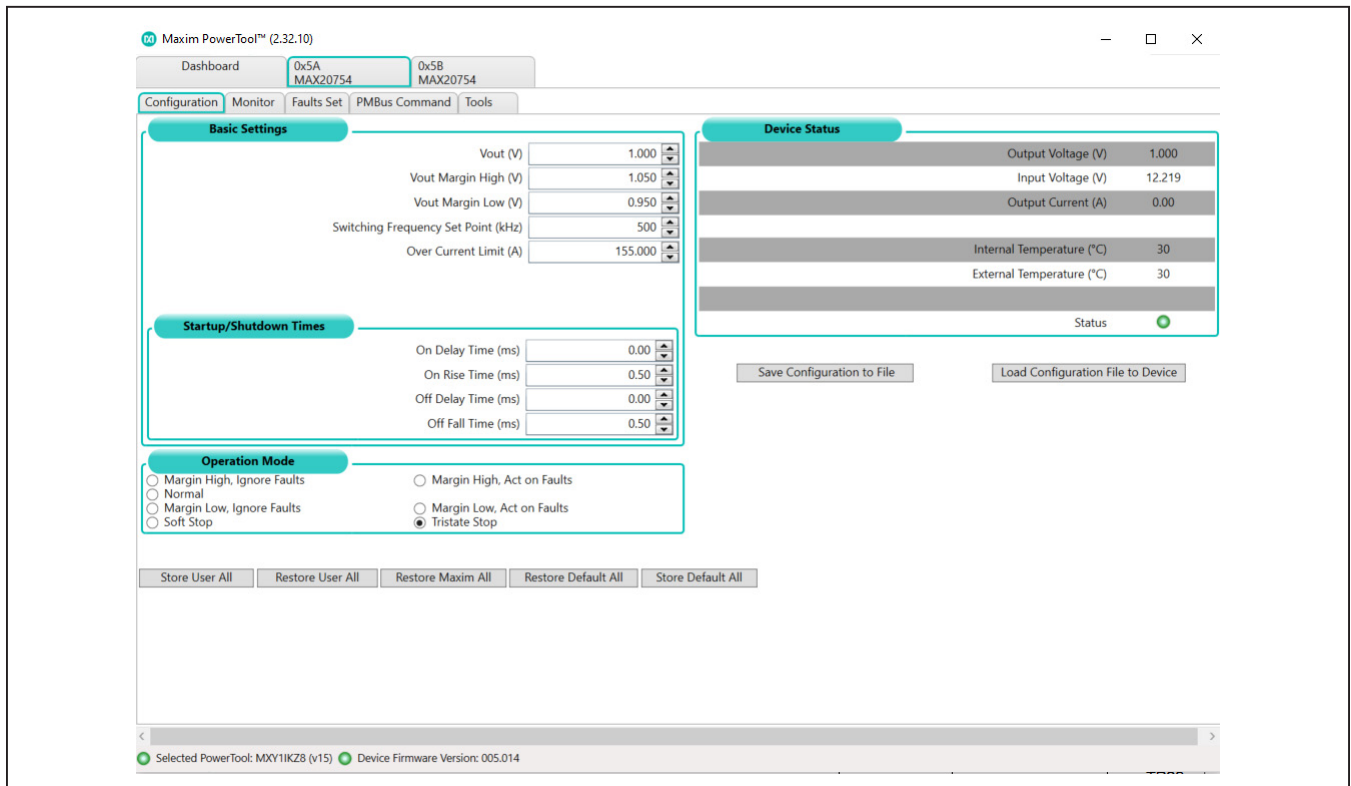 Maxim PowerTool™ (2.32.10)
Dashboard
0x5A
MAX20754
0x5B
MAX20754
Configuration Monitor Faults Set PMBus Command Tools
Basic Settings
Vout (V) 1.000
Vout Margin High (V) 1.050
Vout Margin Low (V) 0.950
Switching Frequency Set Point (kHz) 500
Over Current Limit (A) 155.000
Startup/Shutdown Times
On Delay Time (ms) 0.00
On Rise Time (ms) 0.50
Off Delay Time (ms) 0.00
Off Fall Time (ms) 0.50
Operation Mode
Margin High, Ignore Faults Margin High, Act on Faults
Normal
Margin Low, Ignore Faults Margin Low, Act on Faults
Soft Stop Tristate Stop
Device Status
Output Voltage (V) 1.000
Input Voltage (V) 12.219
Output Current (A) 0.00
Internal Temperature (°C) 30
External Temperature (°C) 30
Status
Save Configuration to File Load Configuration File to Device
Store User All Restore User All Restore Maxim All Restore Default All Store Default All
Selected PowerTool: MXY1IKZ8 (v15) Device Firmware Version: 005.014